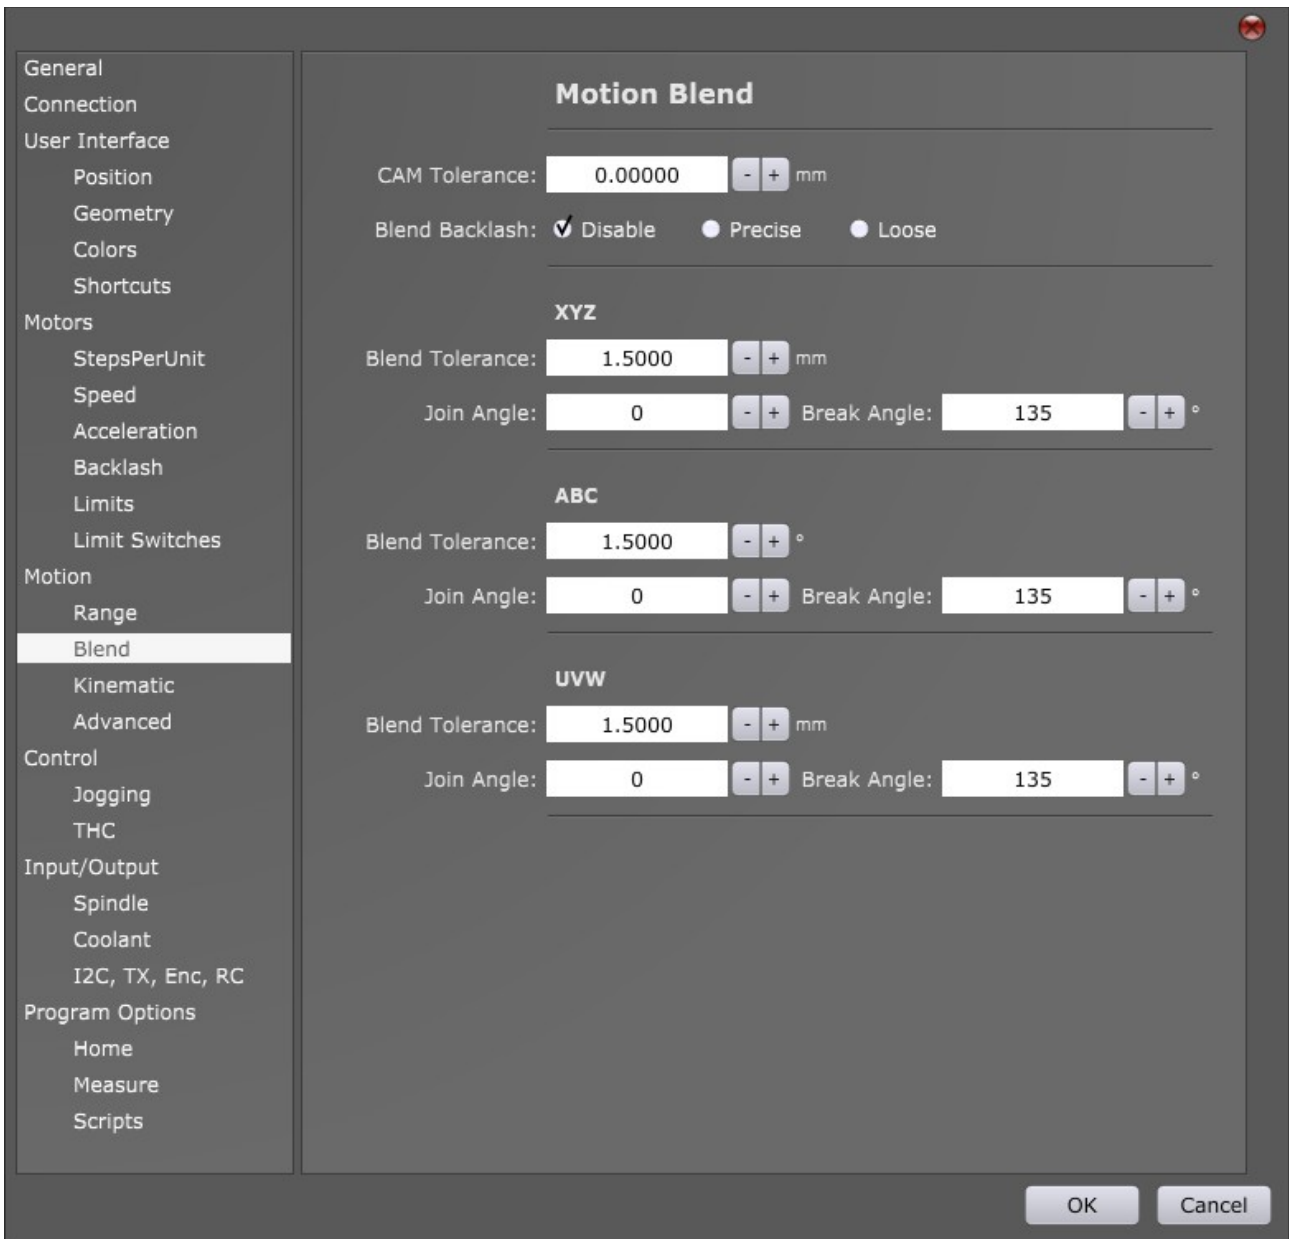 General
Connection
User Interface
Position
Geometry
Colors
Shortcuts
Motors
StepsPerUnit
Speed
Acceleration
Backlash
Limits
Limit Switches
Motion
Range
Blend
Kinematic
Advanced
Control
Jogging
THC
Input/Output
Spindle
Coolant
I2C, TX, Enc, RC
Program Options
Home
Measure
Scripts
Motion Blend
CAM Tolerance: 0.00000 - + mm
Blend Backlash: Disable Precise Loose
XYZ
Blend Tolerance: 1.5000 - + mm
Join Angle: 0 - + Break Angle: 135 - + °
ABC
Blend Tolerance: 1.5000 - + °
Join Angle: 0 - + Break Angle: 135 - + °
UVW
Blend Tolerance: 1.5000 - + mm
Join Angle: 0 - + Break Angle: 135 - + °
OK Cancel